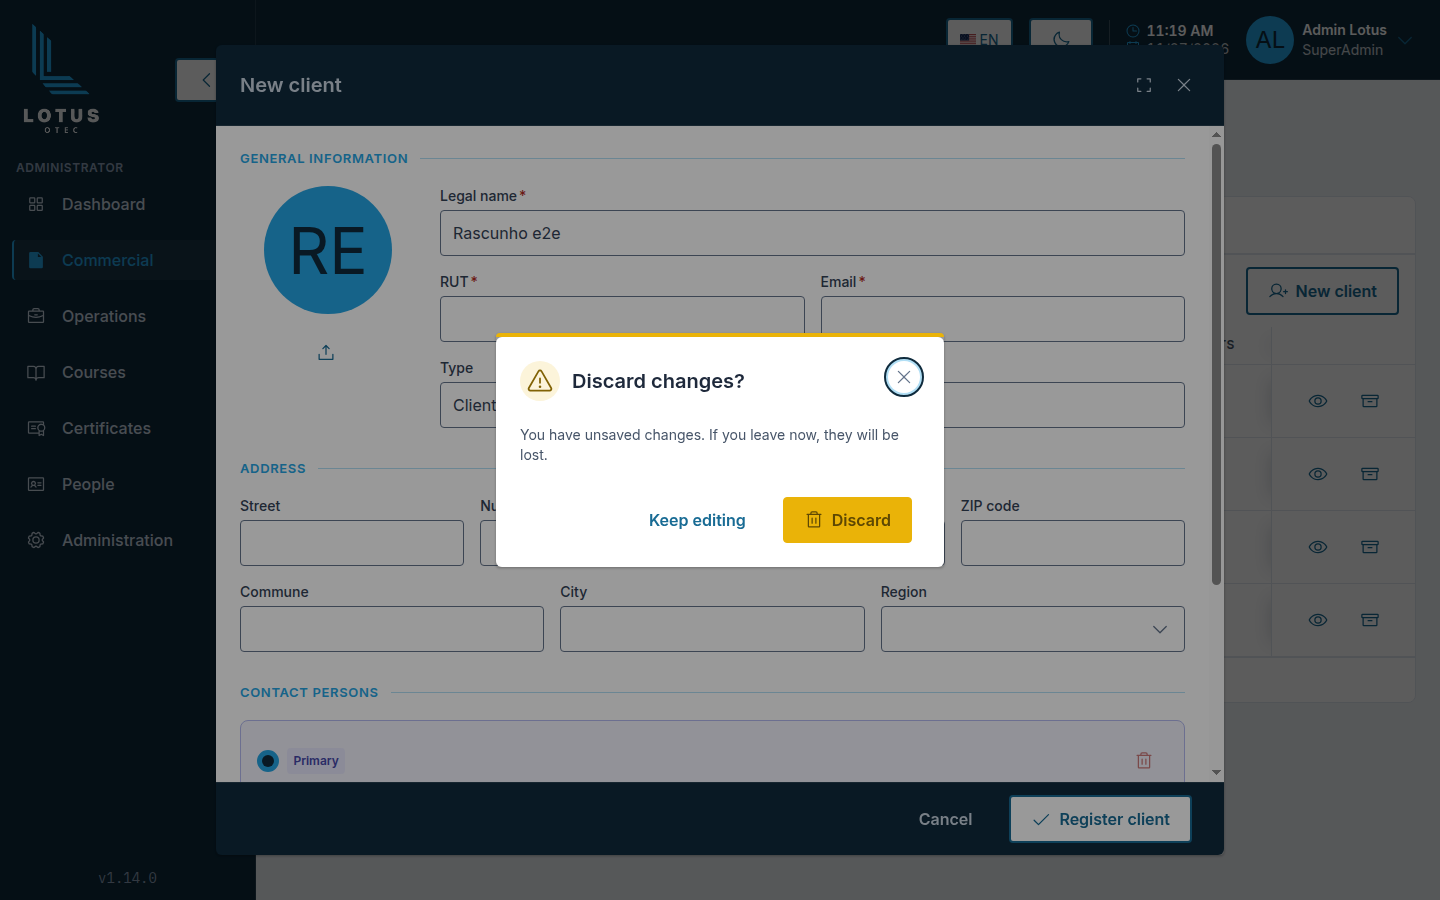 LOTUS
OTEC
ADMINISTRATOR
Dashboard
Commercial
Operations
Courses
Certificates
People
Administration
v1.14.0
EN
11:19 AM
AL
Admin Lotus
SuperAdmin
New client
GENERAL INFORMATION
RE
Legal name*
Rascunho e2e
RUT*
Email*
Type
Client
New client
Discard changes?
You have unsaved changes. If you leave now, they will be
lost.
Keep editing
Discard
ADDRESS
Street
ZIP code
Commune
City
Region
CONTACT PERSONS
Primary
Cancel
Register client